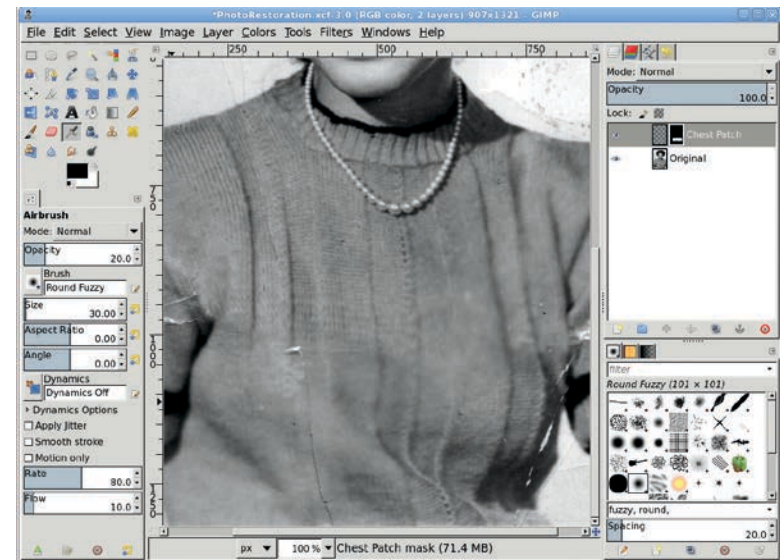 *PhotoRestoration.xcf-3.0 (RGB color, 2 layers) 907x1321 – GIMP
File Edit Select View Image Layer Colors Tools Filters Windows Help
250 500 750
750
1000
1250
Airbrush
Mode: Normal
Opacity
20.0
Brush
Round Fuzzy
Size
30.00
Aspect Ratio
0.00
Angle
0.00
Dynamics
Dynamics Off
Dynamics Options
Apply Jitter
Smooth stroke
Motion only
Rate
80.0
Flow
10.0
px 100 % Chest Patch mask (71.4 MB)
Mode: Normal
Opacity
100.0
Lock:
Chest Patch
Original
filter
Round Fuzzy (101 × 101)
fuzzy, round,
Spacing
20.0